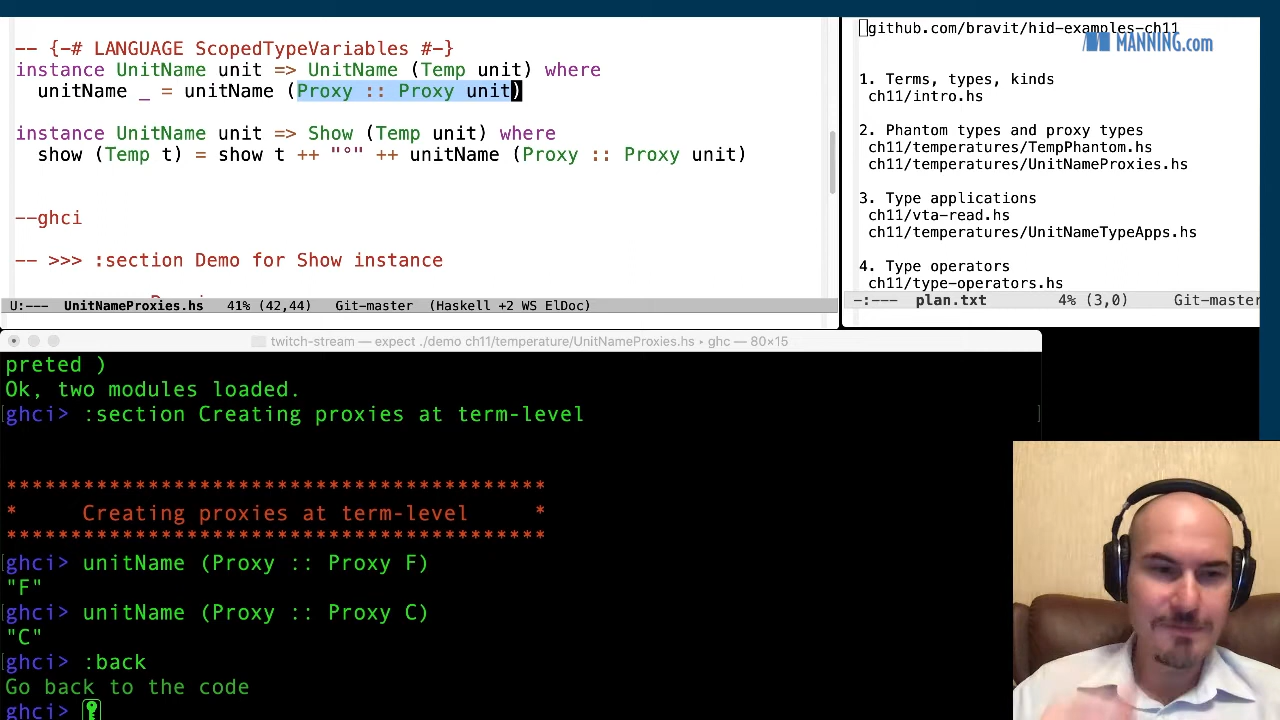 -- {-# LANGUAGE ScopedTypeVariables #-}
instance UnitName unit => UnitName (Temp unit) where
unitName _ = unitName (Proxy :: Proxy unit)
instance UnitName unit => Show (Temp unit) where
show (Temp t) = show t ++ "°" ++ unitName (Proxy :: Proxy unit)
--ghci
-- >>> :section Demo for Show instance
U:--- UnitNameProxies.hs 41% (42,44) Git-master (Haskell +2 WS ElDoc)
github.com/bravit/hid-examples-ch11
MANNING.com
1. Terms, types, kinds
ch11/intro.hs
2. Phantom types and proxy types
ch11/temperatures/TempPhantom.hs
ch11/temperatures/UnitNameProxies.hs
3. Type applications
ch11/vta-read.hs
ch11/temperatures/UnitNameTypeApps.hs
4. Type operators
ch11/type-operators.hs
-:--- plan.txt 4% (3,0) Git-master
twitch-stream — expect ./demo ch11/temperature/UnitNameProxies.hs ▸ ghc — 80×15
preted )
Ok, two modules loaded.
ghci> :section Creating proxies at term-level
******************************************
* Creating proxies at term-level *
******************************************
ghci> unitName (Proxy :: Proxy F)
"F"
ghci> unitName (Proxy :: Proxy C)
"C"
ghci> :back
Go back to the code
ghci>